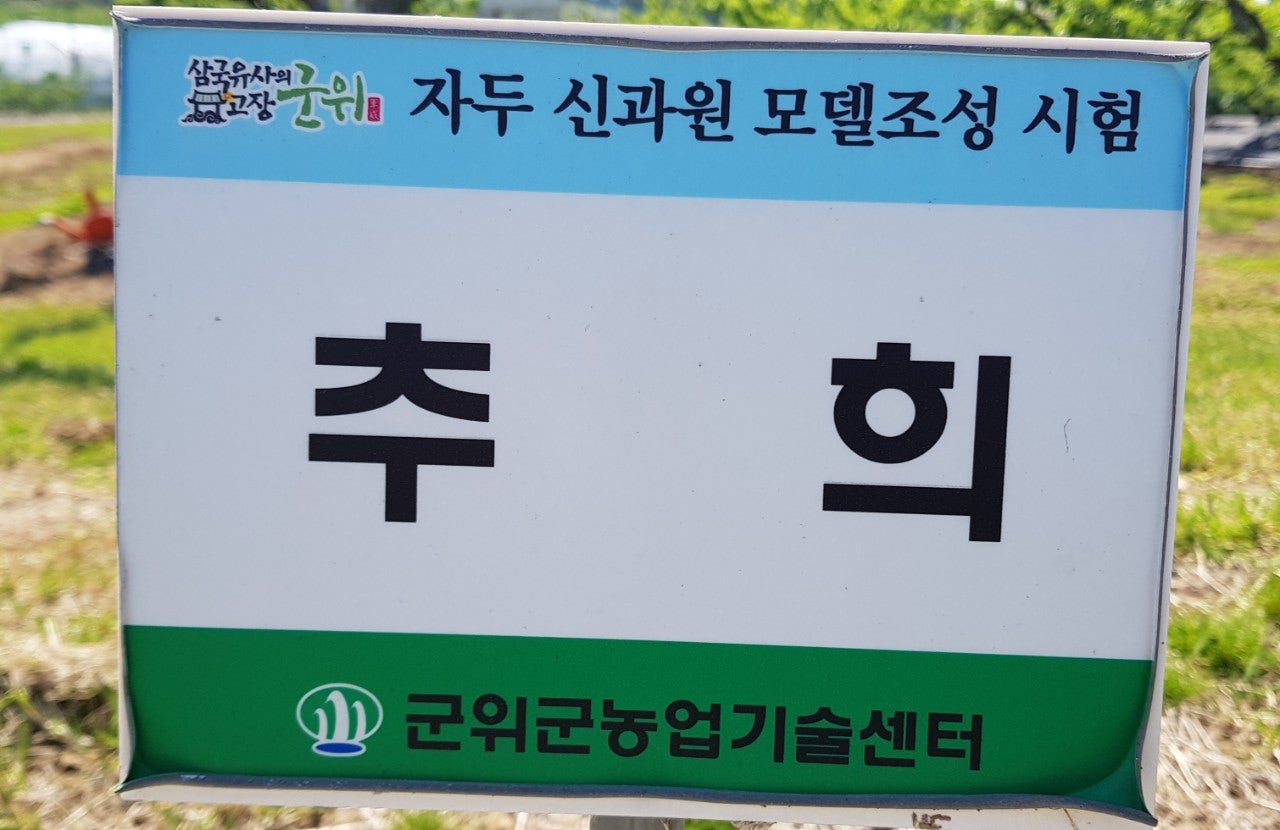 삼국유사의
고장 군위 자두 신과원 모델조성 시험
추 희
군위군농업기술센터